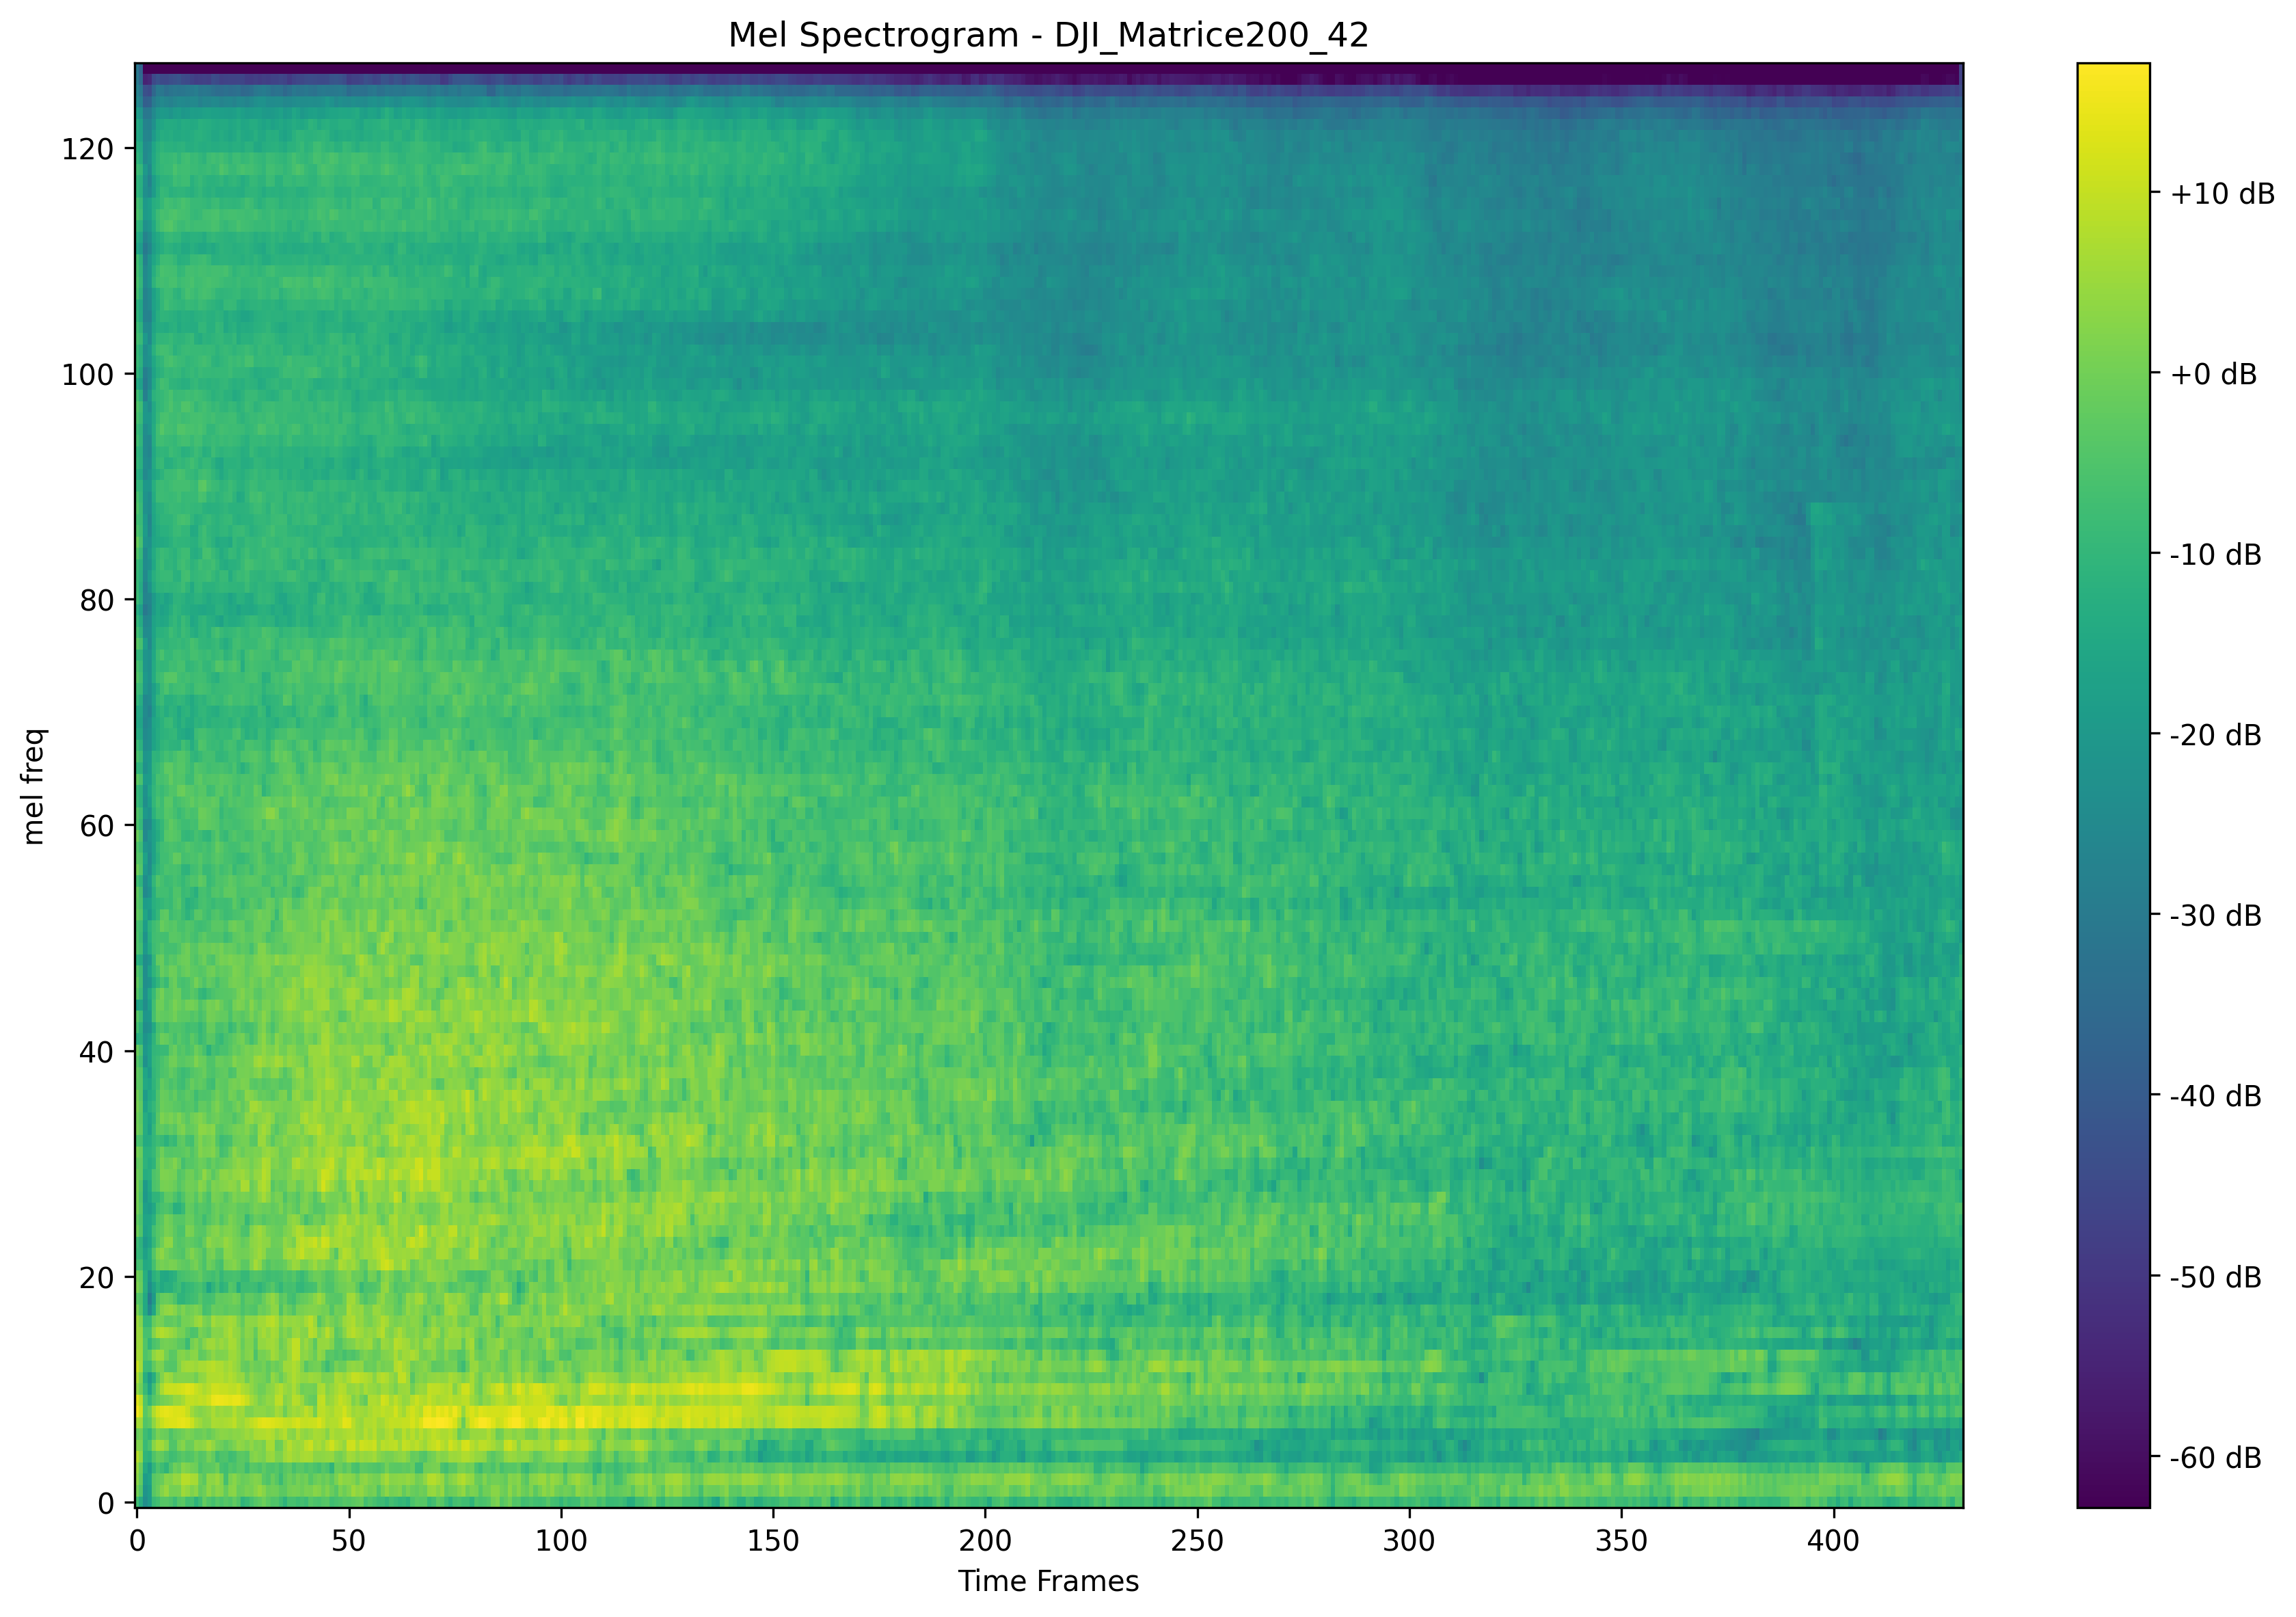 Mel Spectrogram - DJI_Matrice200_42
mel freq
120
100
80
60
40
20
0
0 50 100 150 200 250 300 350 400
Time Frames
+10 dB
+0 dB
-10 dB
-20 dB
-30 dB
-40 dB
-50 dB
-60 dB